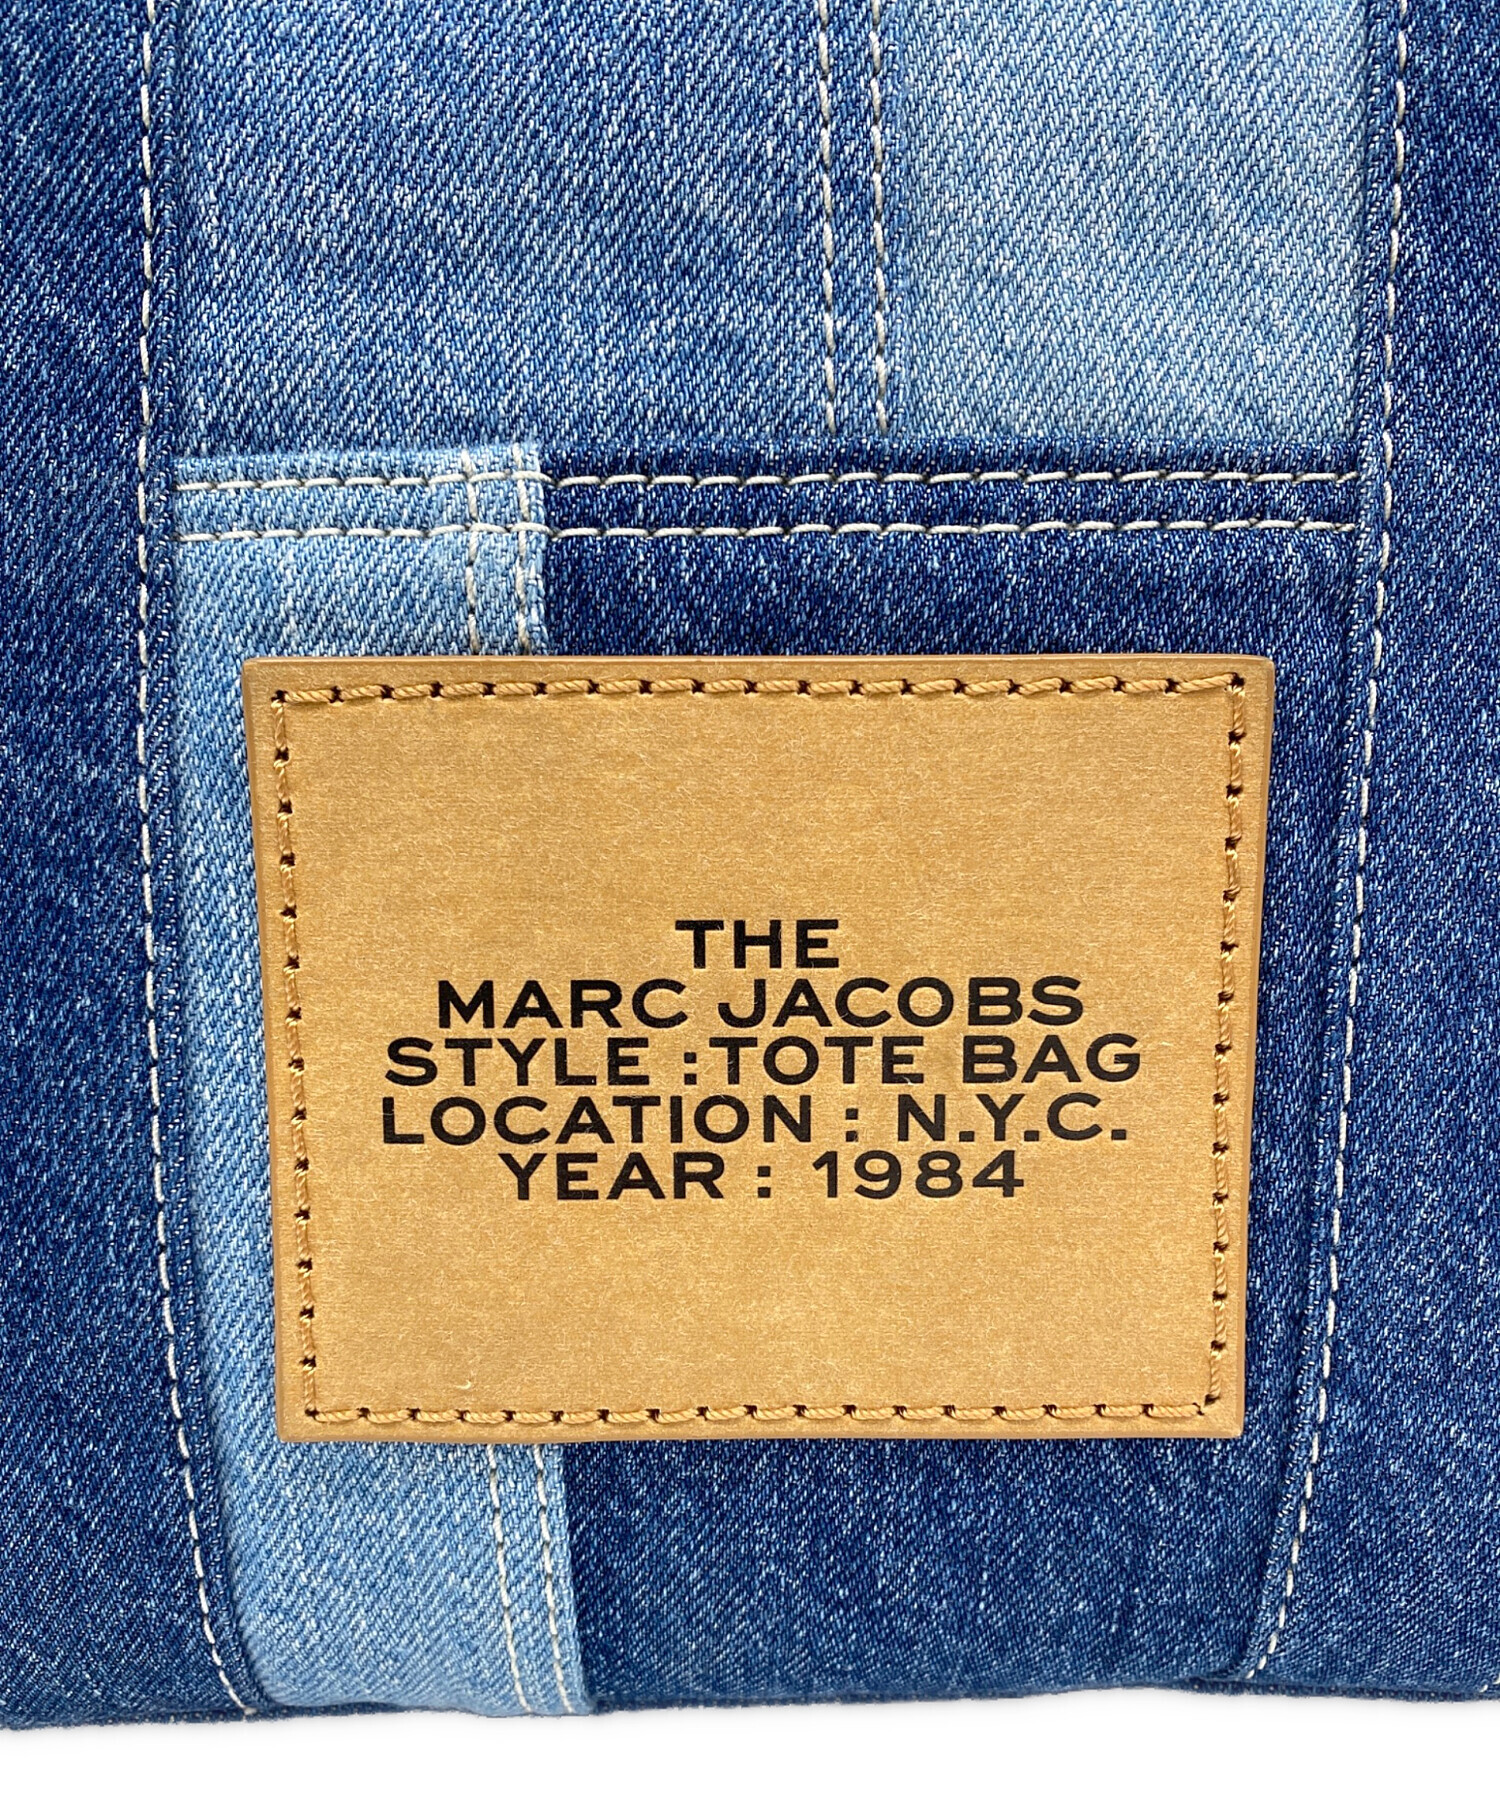 THE
MARC JACOBS
STYLE :TOTE BAG
LOCATION : N.Y.C.
YEAR : 1984